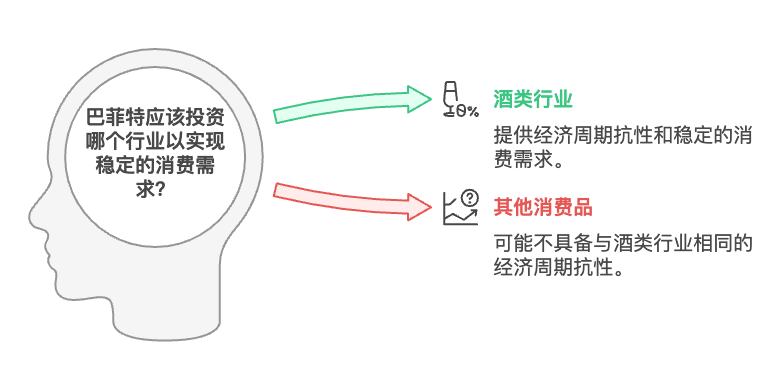 巴菲特应该投资
哪个行业以实现
稳定的消费需
求?
10%
酒类行业
提供经济周期抗性和稳定的消
费需求。
?
其他消费品
可能不具备与酒类行业相同的
经济周期抗性。